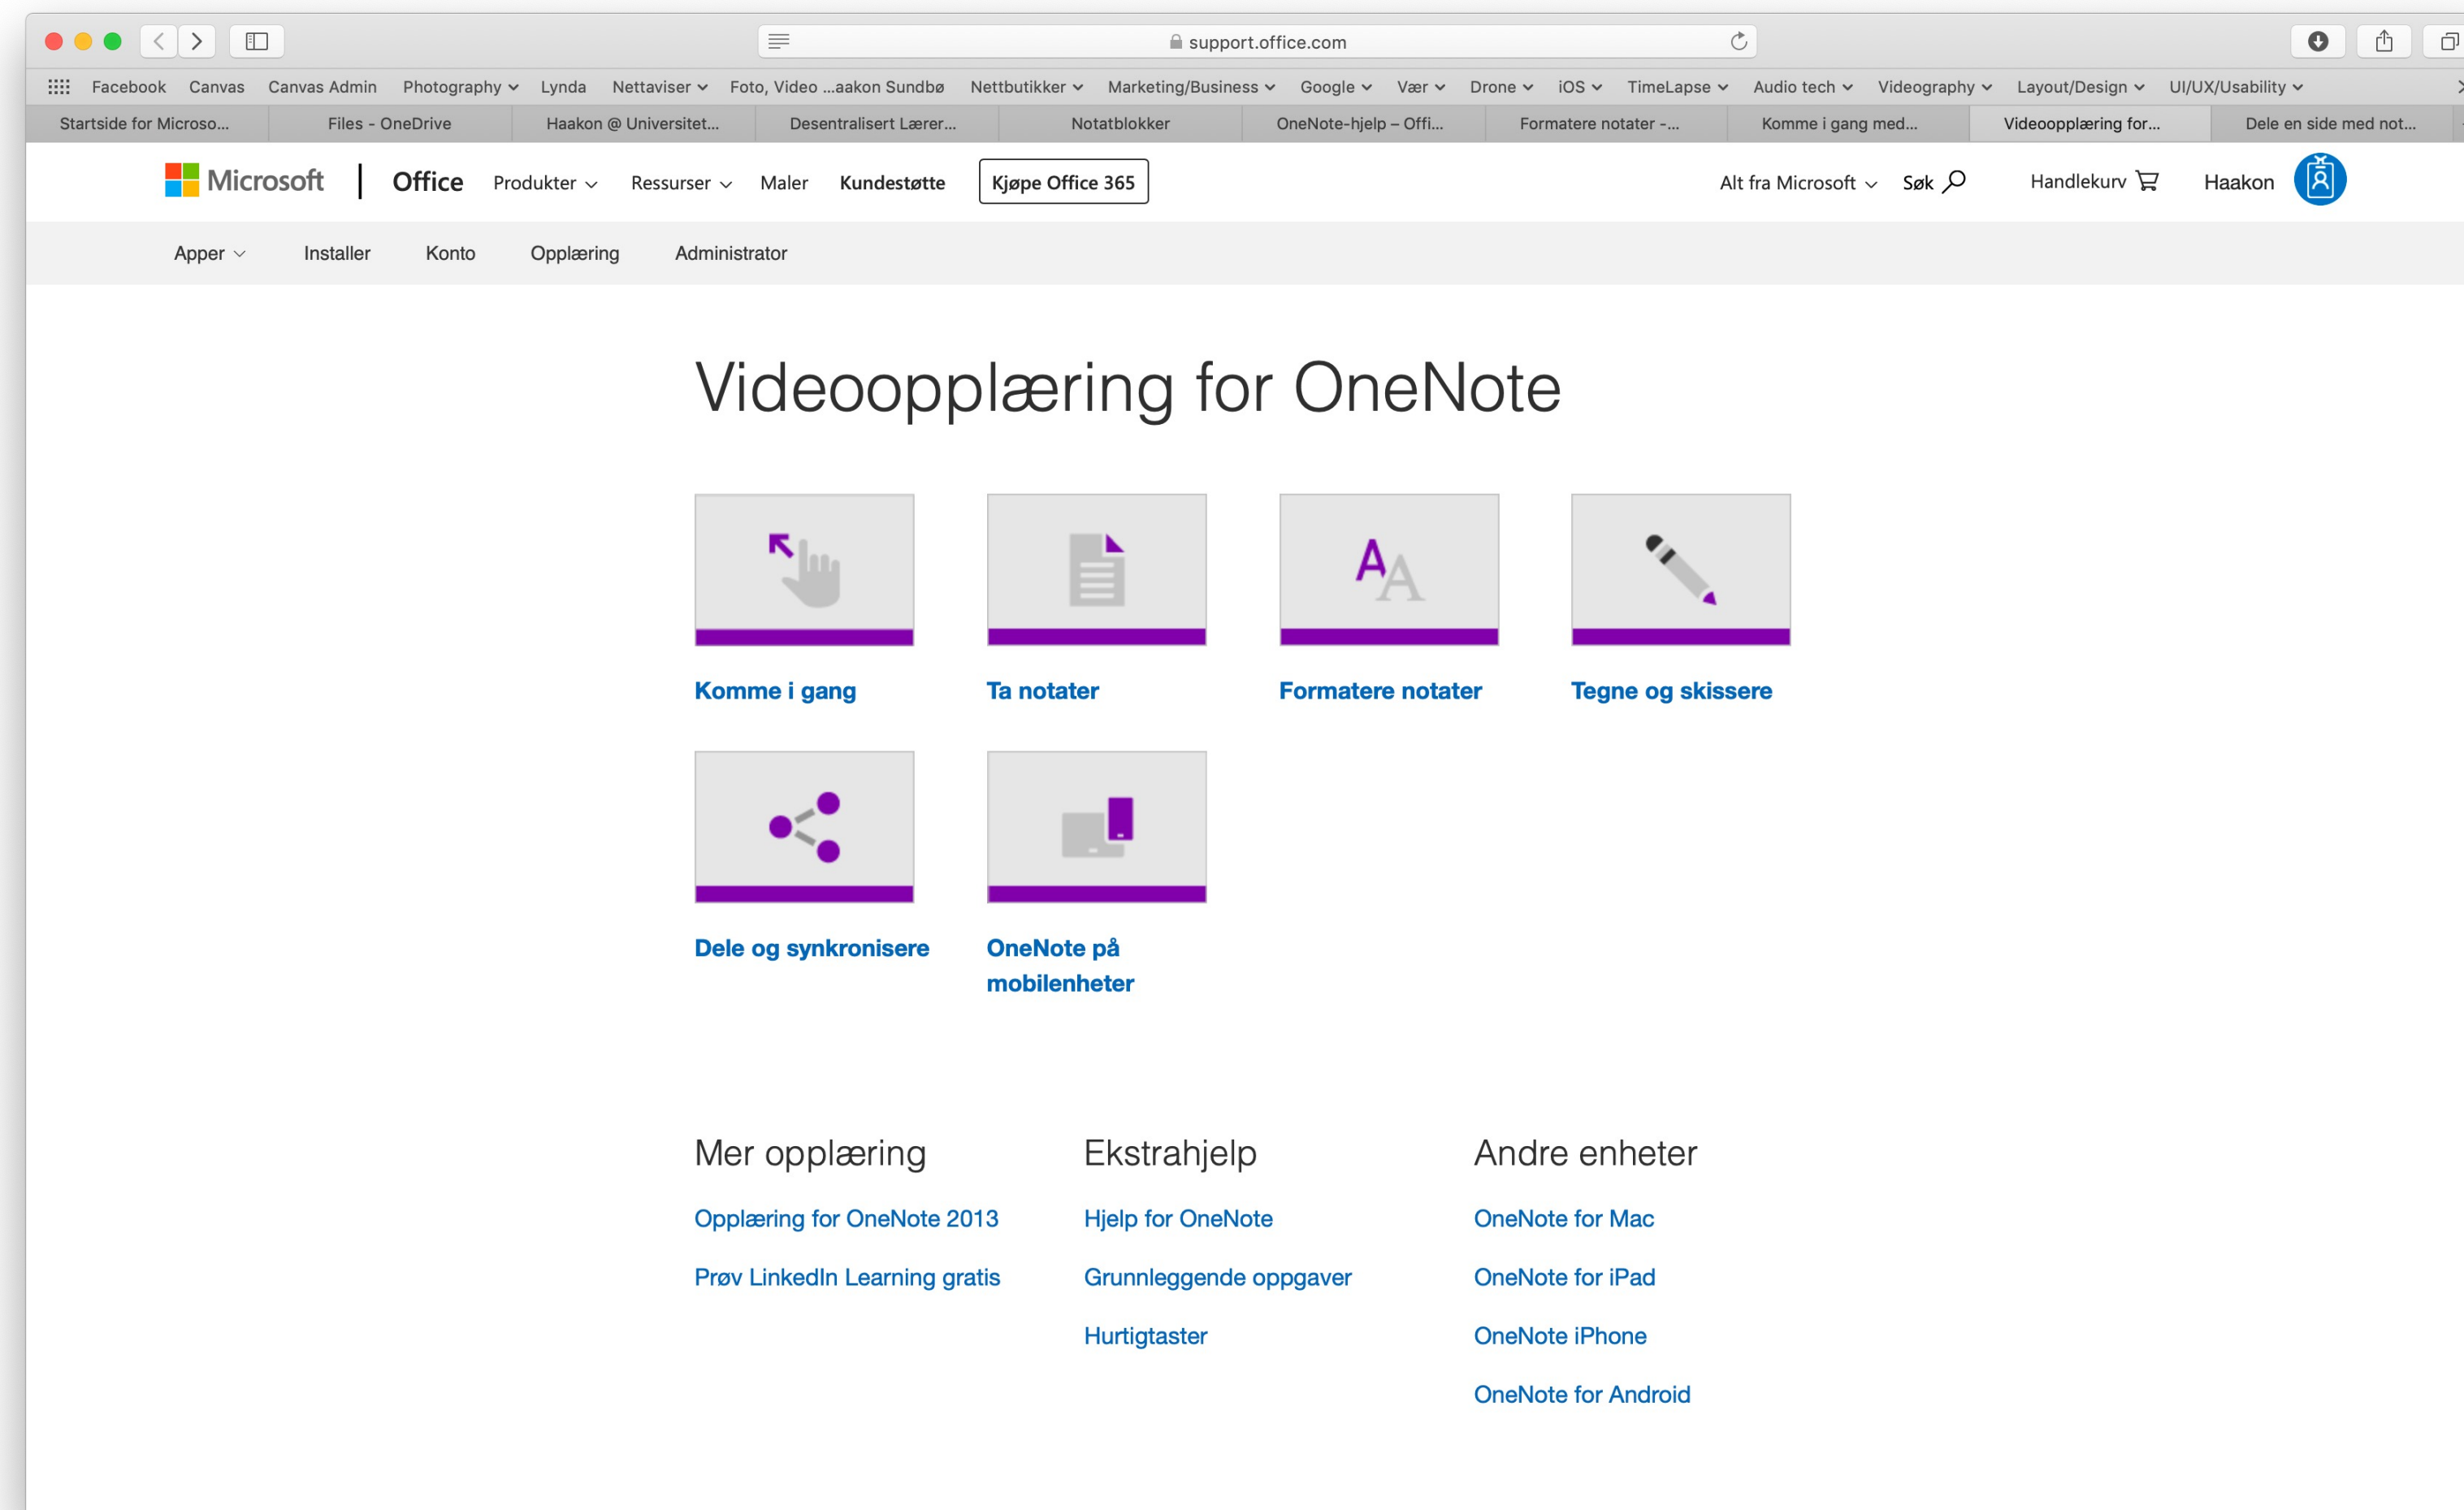 support.office.com
Facebook Canvas Canvas Admin Photography Lynda Nettaviser Foto, Video ...aakon Sundbø Nettbutikker Marketing/Business Google Vær Drone iOS TimeLapse Audio tech Videography Layout/Design UI/UX/Usability
Startside for Microso... Files - OneDrive Haakon @ Universitet... Desentralisert Lærer... Notatblokker OneNote-hjelp – Offi... Formatere notater -... Komme i gang med... Videoopplæring for... Dele en side med not...
Microsoft Office Produkter Ressurser Maler Kundestøtte Kjøpe Office 365 Alt fra Microsoft Søk Handlekurv Haakon
Apper Installer Konto Opplæring Administrator
Videoopplæring for OneNote
Komme i gang Ta notater Formatere notater Tegne og skissere
Dele og synkronisere OneNote på
mobilenheter
Mer opplæring Ekstrahjelp Andre enheter
Opplæring for OneNote 2013 Hjelp for OneNote OneNote for Mac
Prøv LinkedIn Learning gratis Grunnleggende oppgaver OneNote for iPad
Hurtigtaster OneNote iPhone
OneNote for Android